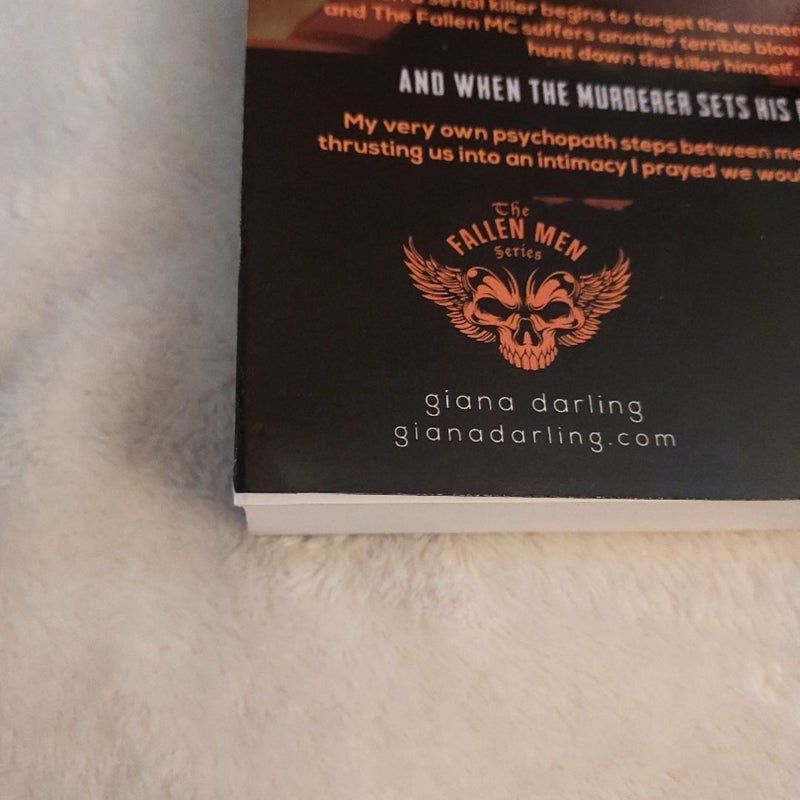 serial killer begins to target the women
and The Fallen MC suffers another terrible blow
hunt down the killer himself.
AND WHEN THE MURDERER SETS HIS
My very own psychopath steps between me
thrusting us into an intimacy I prayed we
The
FALLEN MEN
Series
giana darling
gianadarling.com